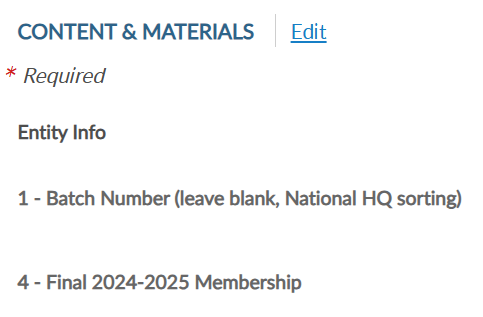 CONTENT & MATERIALS Edit
* Required
Entity Info
1 - Batch Number (leave blank, National HQ sorting)
4 - Final 2024-2025 Membership